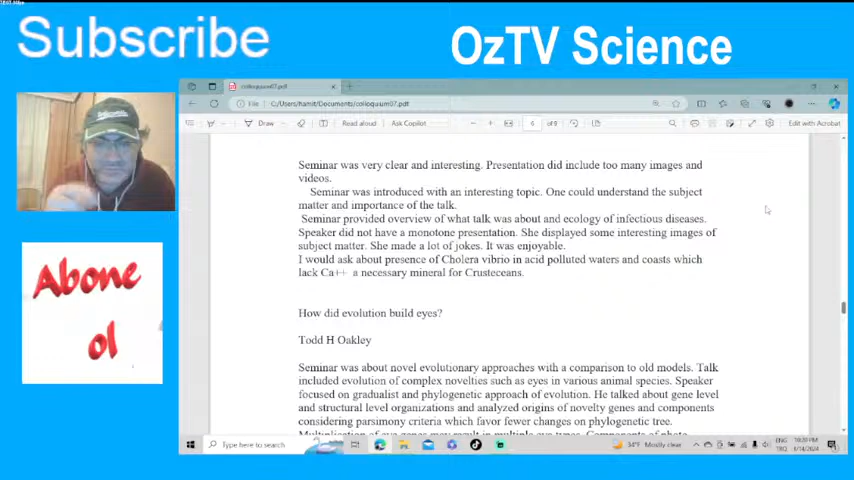 Subscribe
OzTV Science
colloquium07.pdf
File
C:/Users/hamit/Documents/colloquium07.pdf
Draw
Read aloud
Ask Copilot
6
of 8
Edit with Acrobat
Seminar was very clear and interesting. Presentation did include too many images and
videos.
Seminar was introduced with an interesting topic. One could understand the subject
matter and importance of the talk.
Seminar provided overview of what talk was about and ecology of infectious diseases.
Speaker did not have a monotone presentation. She displayed some interesting images of
subject matter. She made a lot of jokes. It was enjoyable.
I would ask about presence of Cholera vibrio in acid polluted waters and coasts which
lack Ca++ a necessary mineral for Crusteceans.
How did evolution build eyes?
Todd H Oakley
Seminar was about novel evolutionary approaches with a comparison to old models. Talk
included evolution of complex novelties such as eyes in various animal species. Speaker
focused on gradualist and phylogenetic approach of evolution. He talked about gene level
and structural level organizations and analyzed origins of novelty genes and components
considering parsimony criteria which favor fewer changes on phylogenetic tree.
Abone
ol
Type here to search
54°F Mostly clear
ENG
TRQ
6/14/2024